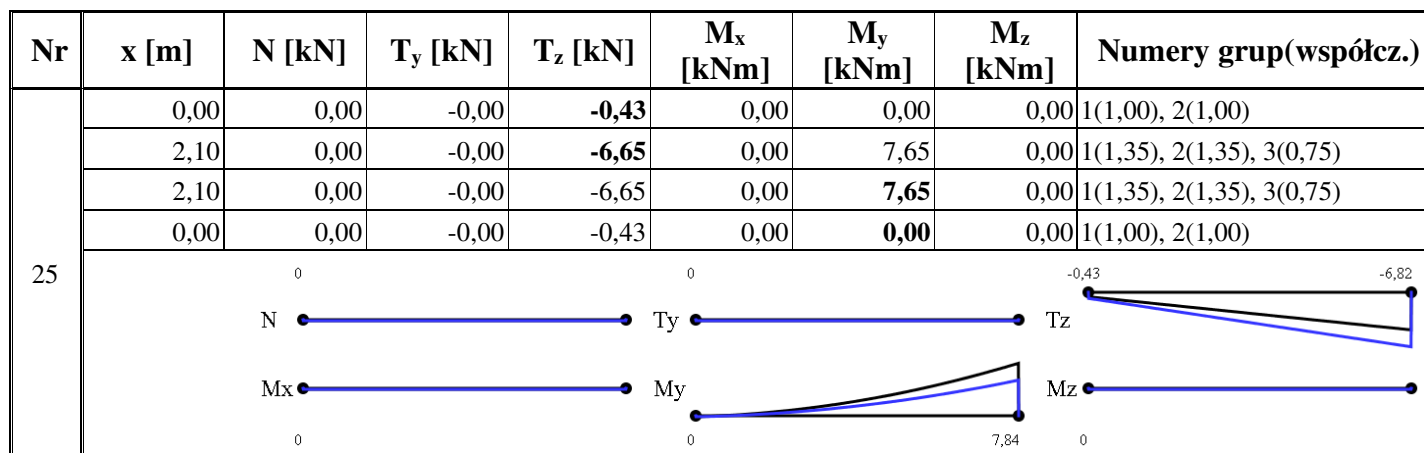 Nr x [m] N [kN] Ty [kN] Tz [kN] Mx [kNm] My [kNm] Mz [kNm] Numery grup(współcz.)
0,00 0,00 -0,00 -0,43 0,00 0,00 0,00 1(1,00), 2(1,00)
2,10 0,00 -0,00 -6,65 0,00 7,65 0,00 1(1,35), 2(1,35), 3(0,75)
2,10 0,00 -0,00 -6,65 0,00 7,65 0,00 1(1,35), 2(1,35), 3(0,75)
0,00 0,00 -0,00 -0,43 0,00 0,00 0,00 1(1,00), 2(1,00)
25
0 0 -0,43 -6,82
N Ty Tz
Mx My Mz
0 0 7,84 0